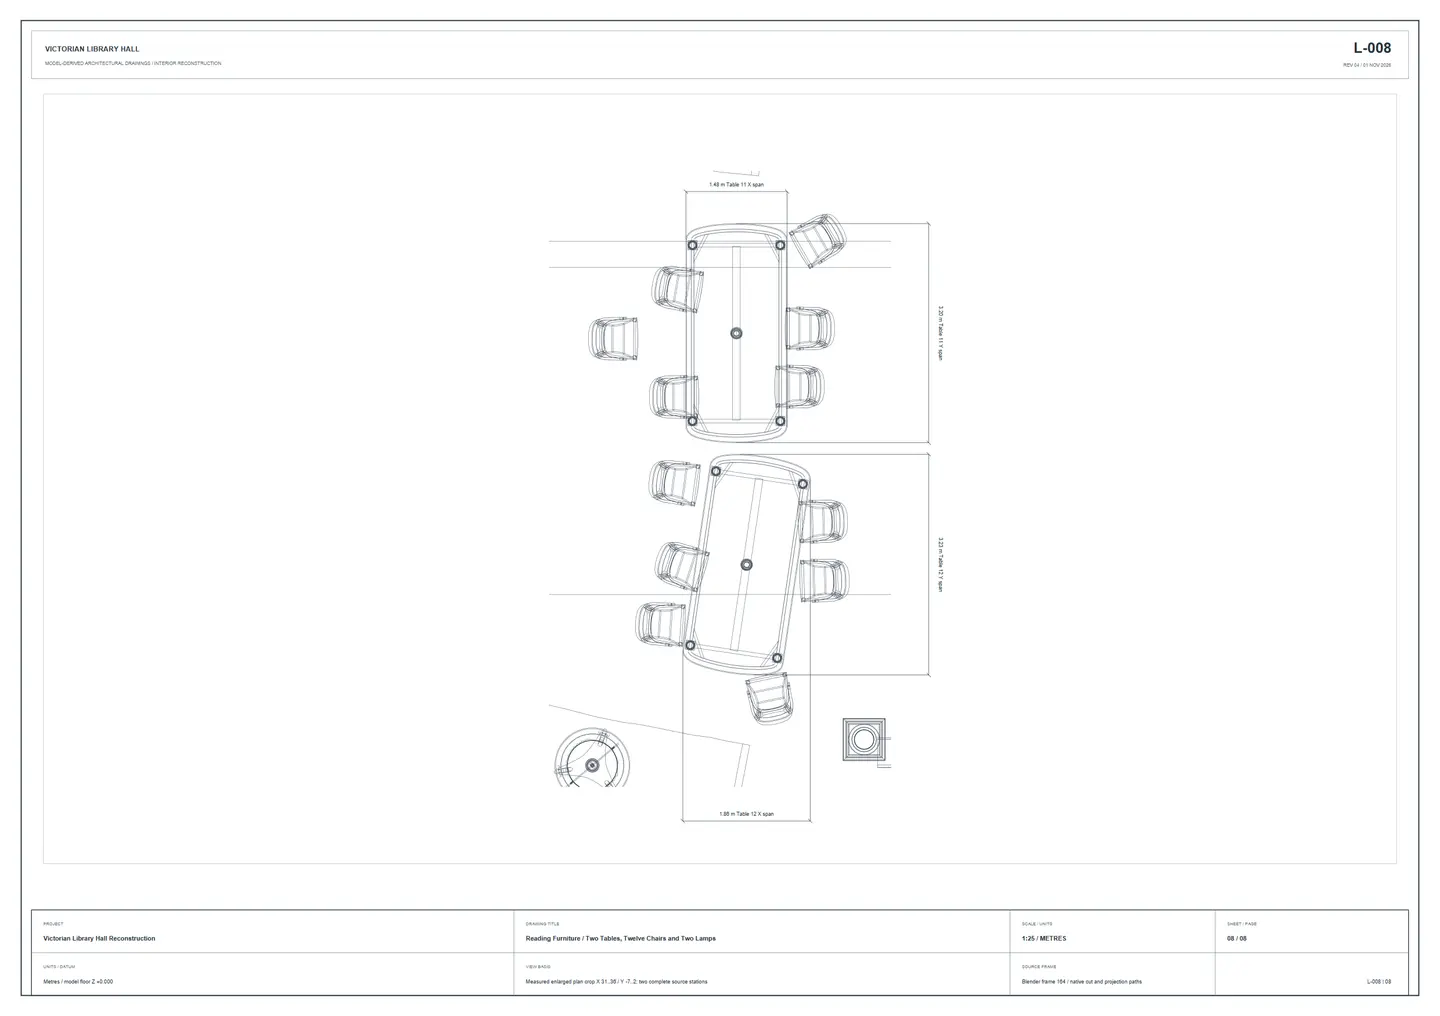 VICTORIAN LIBRARY HALL
MODEL-DERIVED ARCHITECTURAL DRAWINGS / INTERIOR RECONSTRUCTION
L-008
REV 04 / 01 NOV 2026
1.48 m Table 11 X span
3.20 m Table 11 Y span
3.23 m Table 12 Y span
1.86 m Table 12 X span
PROJECT
Victorian Library Hall Reconstruction
DRAWING TITLE
Reading Furniture / Two Tables, Twelve Chairs and Two Lamps
SCALE / UNITS
1:25 / METRES
SHEET / PAGE
08 / 08
UNITS / DATUM
Metres / model floor Z +0.000
VIEW BASIS
Measured enlarged plan crop X 31..36 / Y -7..2; two complete source stations
SOURCE FRAME
Blender frame 164 / native cut and projection paths
L-008 | 08